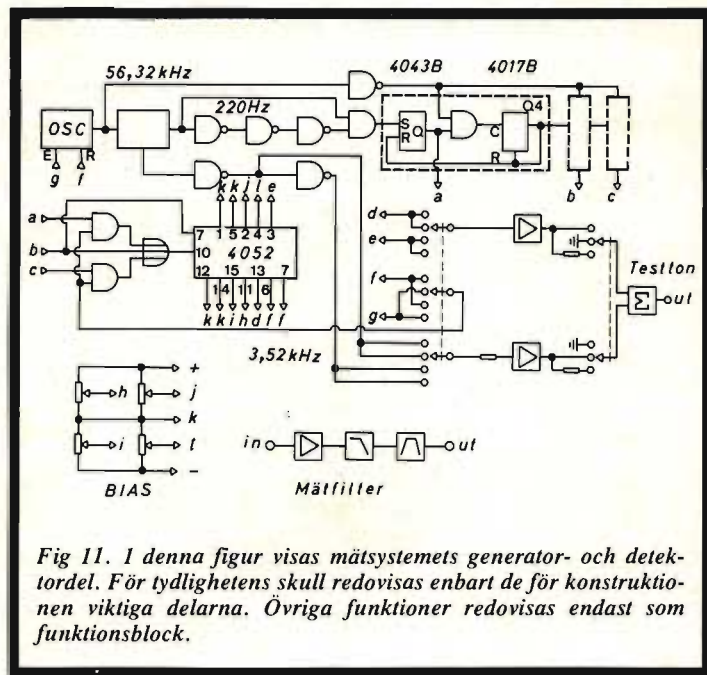 56,32kHz
4043B
4017B
220Hz
Q4
OSC
S
Q
R
C
R
E
R
g
f
a
b
c
k
k
j
l
e
a
b
c
7
1
5
2
4
3
10
4052
12
15
13
7
1
4
1
1
1
6
k
k
i
h
d
f
f
d
e
f
g
Testton
Σ
ut
3,52kHz
+
h
j
k
i
l
-
BIAS
in
ut
Mätfilter
Fig 11. I denna figur visas mätsystemets generator- och detek-
tordel. För tydlighetens skull redovisas enbart de för konstruktio-
nen viktiga delarna. Övriga funktioner redovisas endast som
funktionsblock.